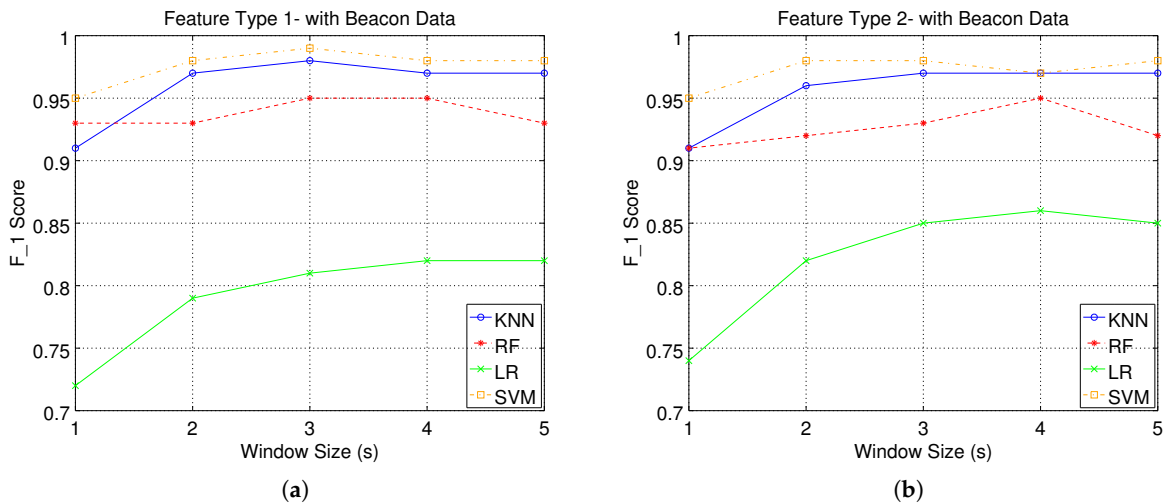 Feature Type 1- with Beacon Data
1
0.95
0.9
0.85
0.8
0.75
0.7
F_1 Score
1 2 3 4 5
Window Size (s)
KNN
RF
LR
SVM
(a)
Feature Type 2- with Beacon Data
1
0.95
0.9
0.85
0.8
0.75
0.7
F_1 Score
1 2 3 4 5
Window Size (s)
KNN
RF
LR
SVM
(b)